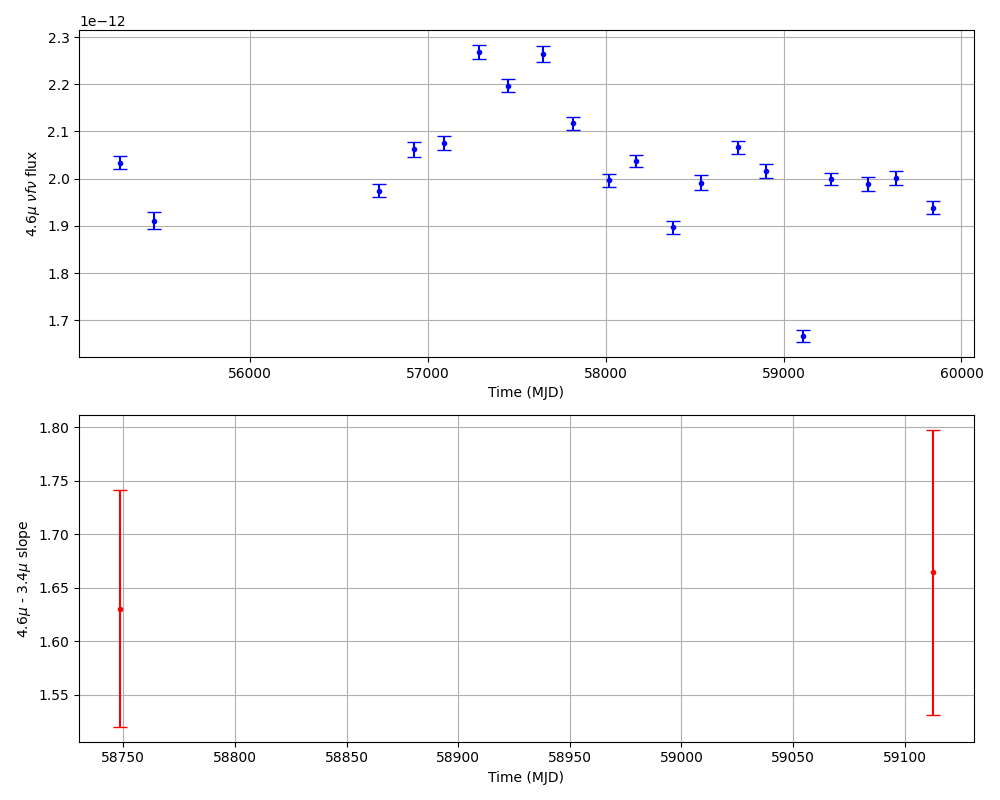 1e−12
2.3
2.2
2.1
2.0
1.9
1.8
1.7
4.6μ νfν flux
56000 57000 58000 59000 60000
Time (MJD)
1.80
1.75
1.70
1.65
1.60
1.55
4.6μ - 3.4μ slope
58750 58800 58850 58900 58950 59000 59050 59100
Time (MJD)